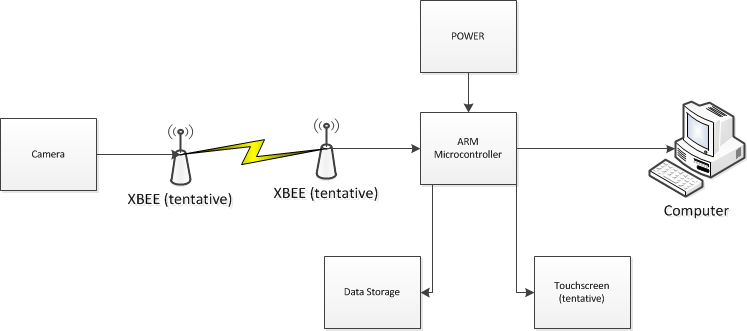 POWER
Camera
XBEE (tentative)
XBEE (tentative)
ARM
Microcontroller
Computer
Data Storage
Touchscreen
(tentative)